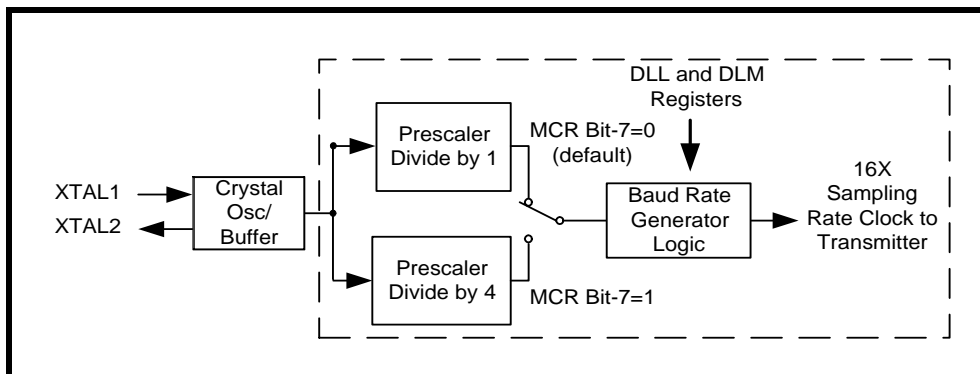 DLL and DLM
Registers
Prescaler
Divide by 1
MCR Bit-7=0
(default)
XTAL1
XTAL2
Crystal
Osc/
Buffer
Baud Rate
Generator
Logic
16X
Sampling
Rate Clock to
Transmitter
Prescaler
Divide by 4
MCR Bit-7=1